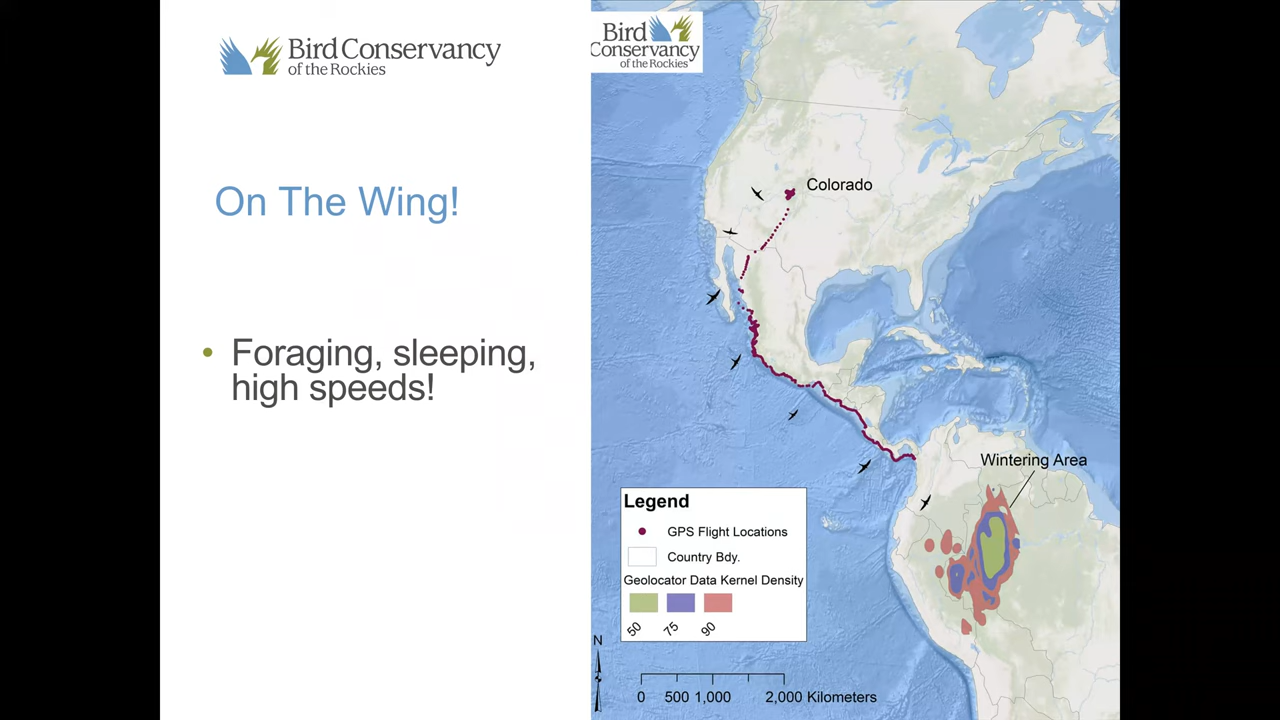 Bird Conservancy
of the Rockies
On The Wing!
• Foraging, sleeping,
high speeds!
Bird
Conservancy
of the Rockies
Colorado
Wintering Area
Legend
GPS Flight Locations
Country Bdy.
Geolocator Data Kernel Density
50 75 90
N
0 500 1,000 2,000 Kilometers